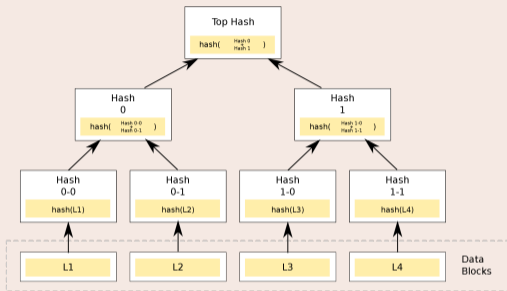 Top Hash
hash( Hash 0 + Hash 1 )
Hash
0
hash( Hash 0-0 + Hash 0-1 )
Hash
1
hash( Hash 1-0 + Hash 1-1 )
Hash
0-0
hash(L1)
Hash
0-1
hash(L2)
Hash
1-0
hash(L3)
Hash
1-1
hash(L4)
L1
L2
L3
L4
Data
Blocks